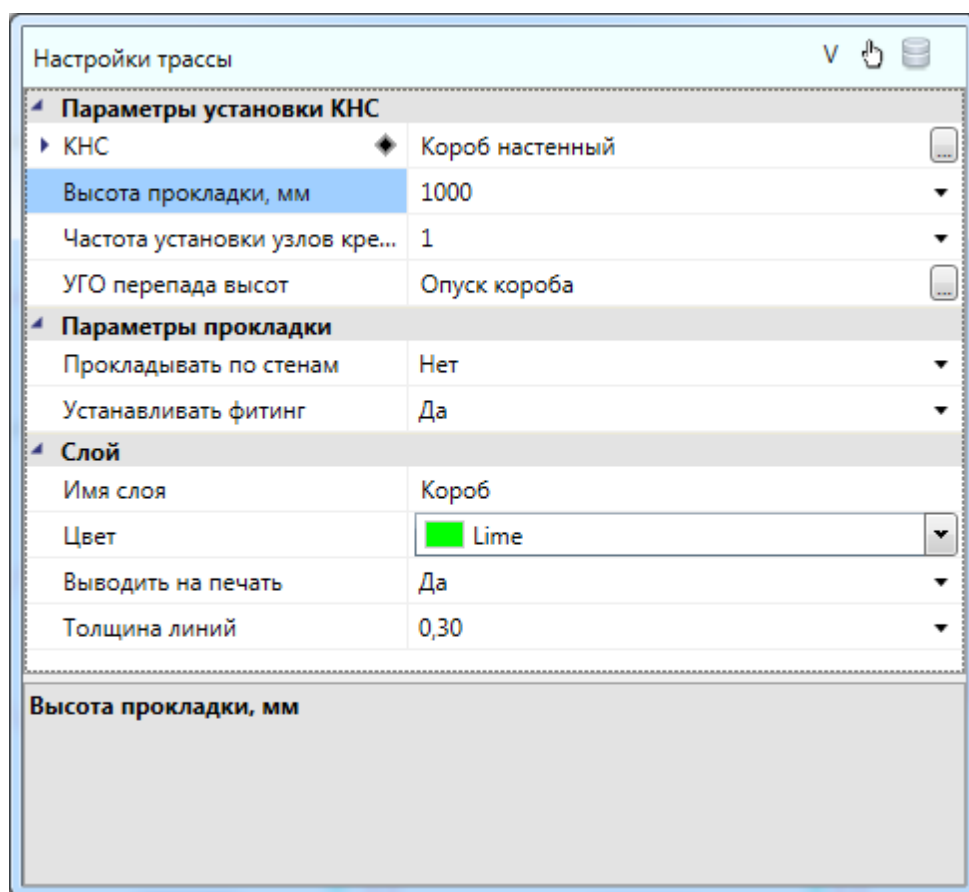 Настройки трассы V
Параметры установки КНС
КНС Короб настенный ...
Высота прокладки, мм 1000
Частота установки узлов кре... 1
УГО перепада высот Опуск короба ...
Параметры прокладки
Прокладывать по стенам Нет
Устанавливать фитинг Да
Слой
Имя слоя Короб
Цвет Lime
Выводить на печать Да
Толщина линий 0,30
Высота прокладки, мм